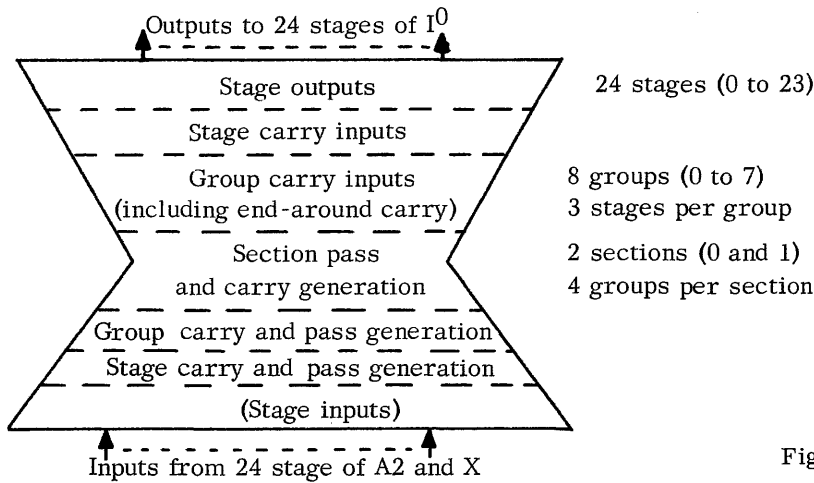 Outputs to 24 stages of I⁰
Stage outputs
24 stages (0 to 23)
Stage carry inputs
Group carry inputs
(including end-around carry)
8 groups (0 to 7)
3 stages per group
Section pass
and carry generation
2 sections (0 and 1)
4 groups per section
Group carry and pass generation
Stage carry and pass generation
(Stage inputs)
Inputs from 24 stage of A2 and X
Fig